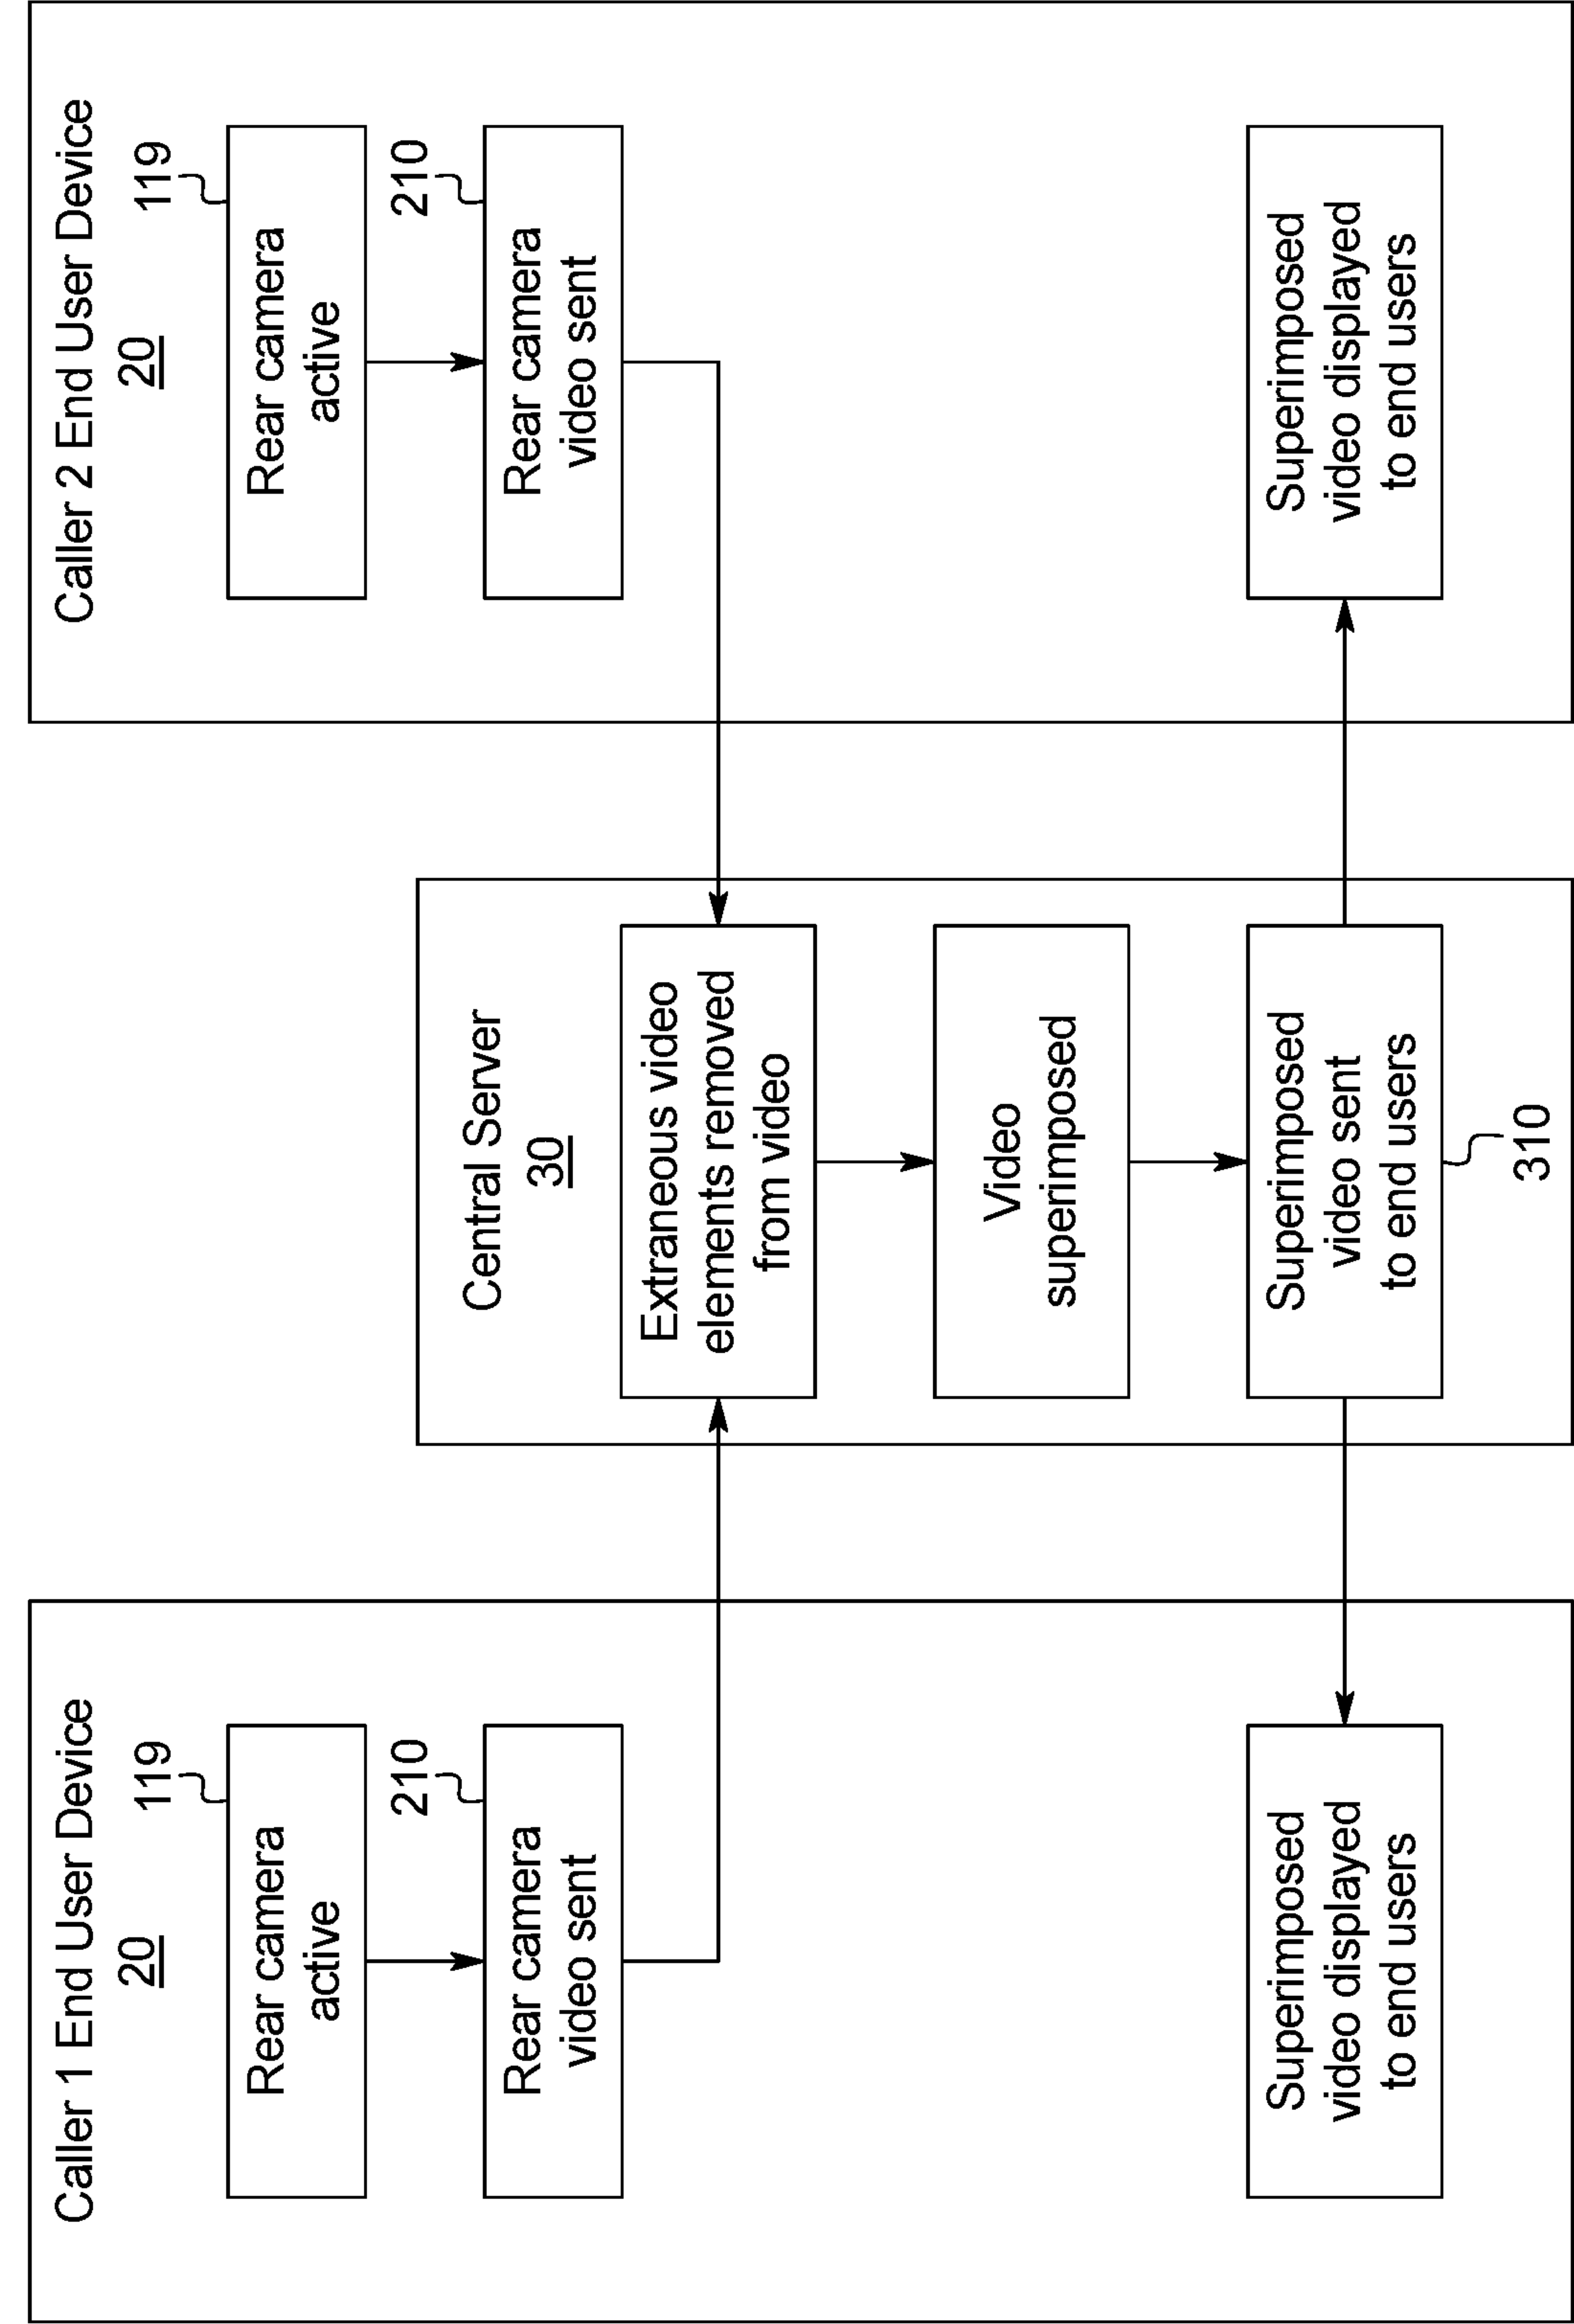 Caller 1 End User Device
20
119
Rear camera
active
210
Rear camera
video sent
Superimposed
video displayed
to end users
Central Server
30
Extraneous video
elements removed
from video
Video
superimposed
Superimposed
video sent
to end users
310
Caller 2 End User Device
20
119
Rear camera
active
210
Rear camera
video sent
Superimposed
video displayed
to end users